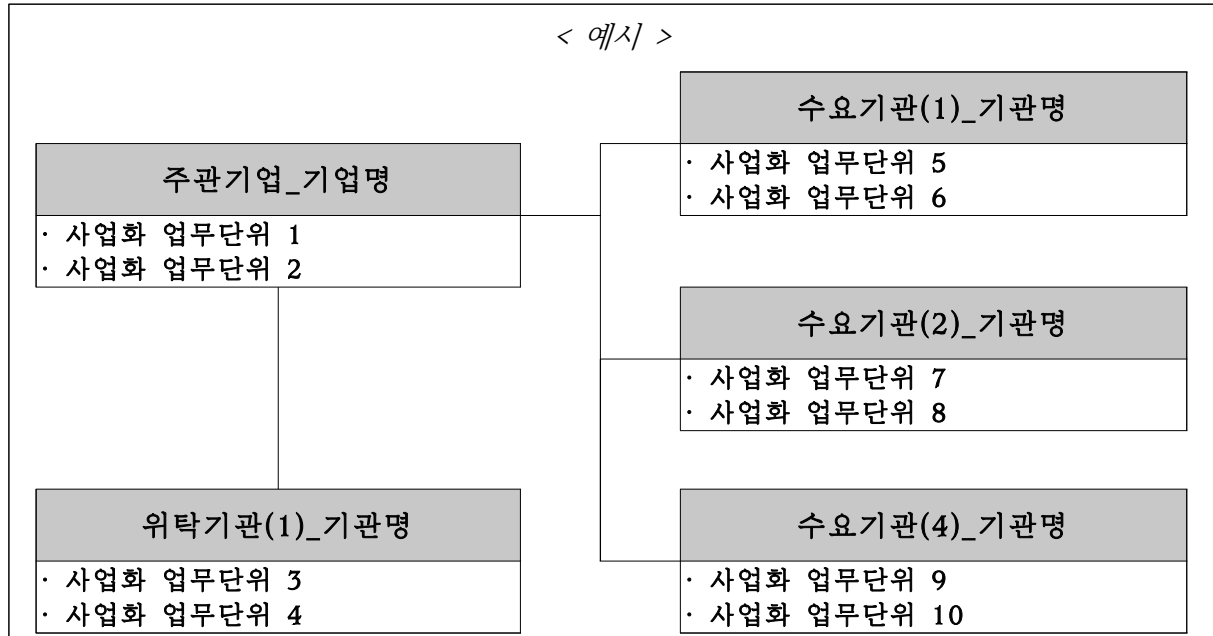 < 예시 >
주관기업_기업명
· 사업화 업무단위 1
· 사업화 업무단위 2
위탁기관(1)_기관명
· 사업화 업무단위 3
· 사업화 업무단위 4
수요기관(1)_기관명
· 사업화 업무단위 5
· 사업화 업무단위 6
수요기관(2)_기관명
· 사업화 업무단위 7
· 사업화 업무단위 8
수요기관(4)_기관명
· 사업화 업무단위 9
· 사업화 업무단위 10